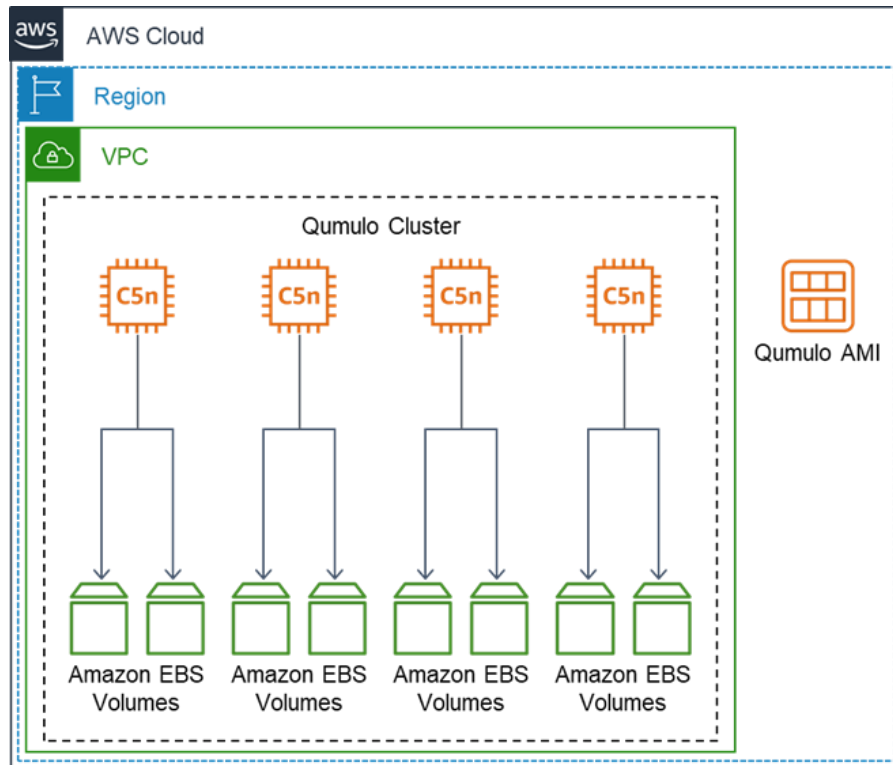 aws
AWS Cloud
Region
VPC
Qumulo Cluster
C5n
C5n
C5n
C5n
Qumulo AMI
Amazon EBS
Volumes
Amazon EBS
Volumes
Amazon EBS
Volumes
Amazon EBS
Volumes